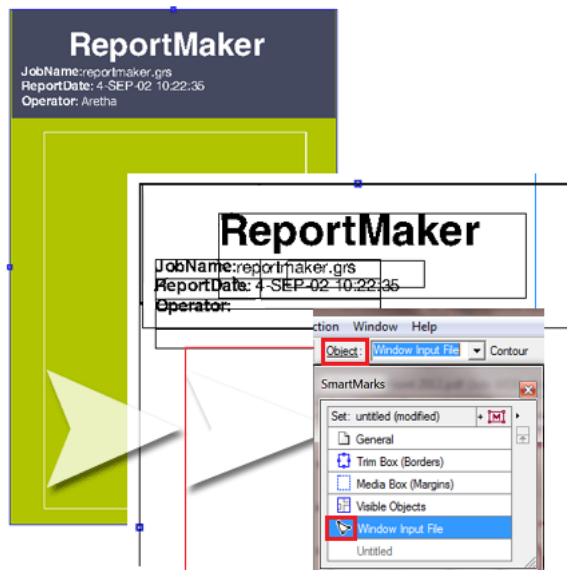 ReportMaker
JobName:reportmaker.grs
ReportDate: 4-SEP-02 10:22:35
Operator: Aretha
ReportMaker
JobName:reportmaker.grs
ReportDate: 4-SEP-02 10:22:35
Operator:
ction Window Help
Object: Window Input File Contour
SmartMarks
Set: untitled (modified)
General
Trim Box (Borders)
Media Box (Margins)
Visible Objects
Window Input File
Untitled